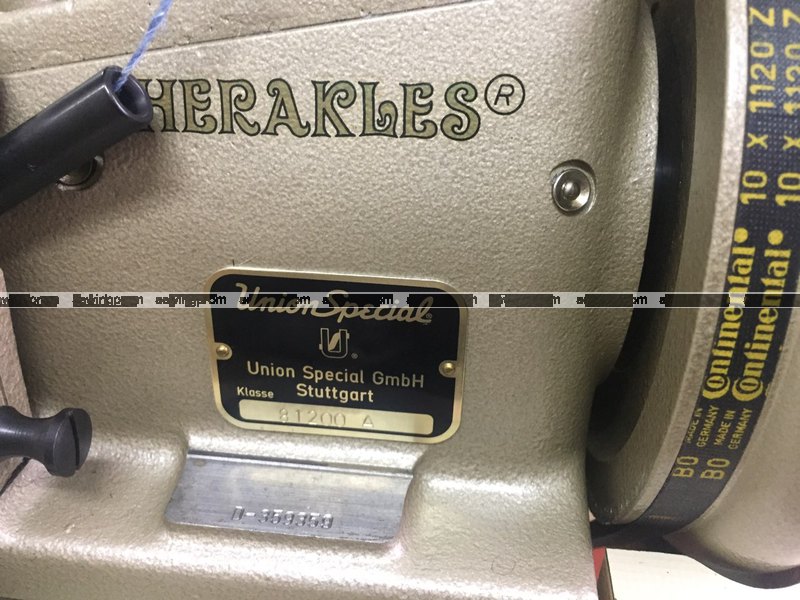 HERAKLES®
Union Special®
U®
Union Special GmbH
Klasse Stuttgart
81200 A
D-359359
10 x 1120 Z
10 x 1120 Z
Continental
Continental
MADE IN
GERMANY
MADE IN
GERMANY
BO
BO